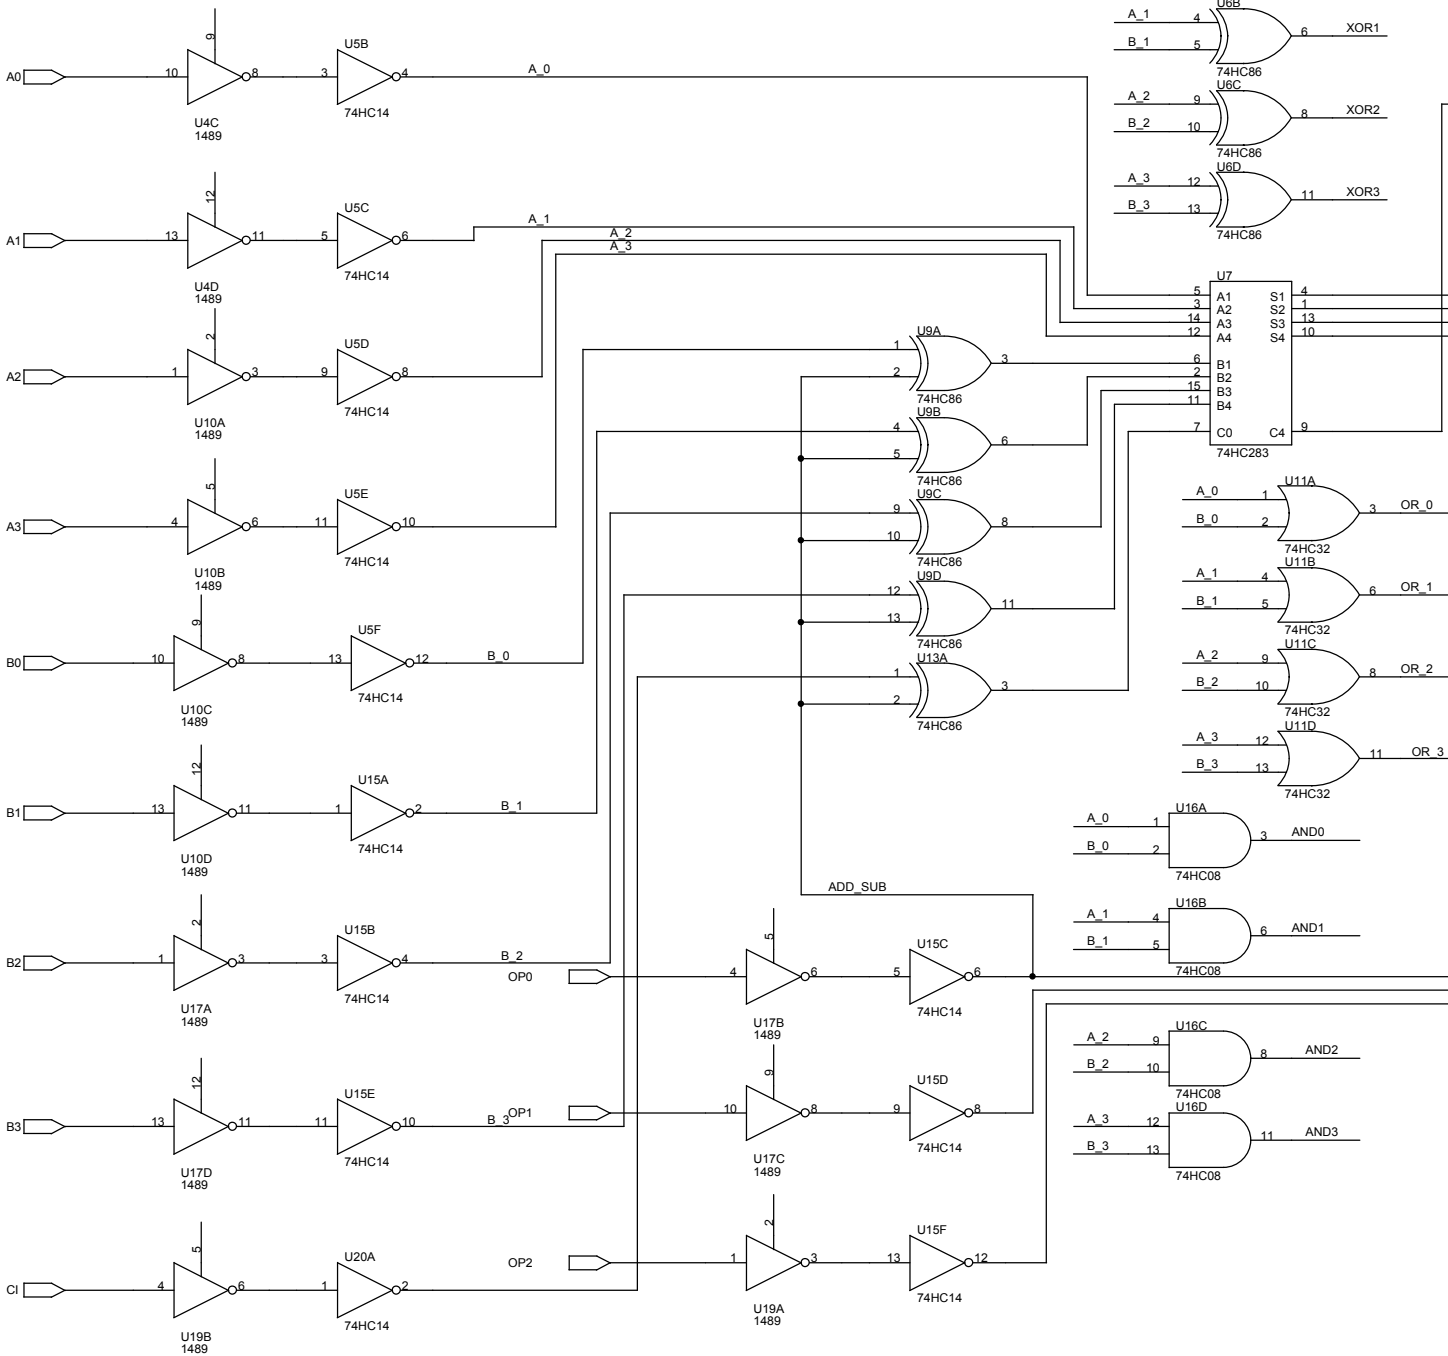 U6B
A_1 4
B_1 5
6 XOR1
74HC86
U6C
A_2 9
B_2 10
8 XOR2
74HC86
U6D
A_3 12
B_3 13
11 XOR3
74HC86
A0 10 9 8
U4C
1489
U5B
3 4
74HC14
A_0
A1 13 12 11
U4D
1489
U5C
5 6
74HC14
A_1
A_2
A_3
A2 1 2 3
U10A
1489
U5D
9 8
74HC14
A3 4 5 6
U10B
1489
U5E
11 10
74HC14
B0 10 9 8
U10C
1489
U5F
13 12
74HC14
B_0
B1 13 12 11
U10D
1489
U15A
1 2
74HC14
B_1
B2 1 2 3
U17A
1489
U15B
3 4
74HC14
B_2
B3 13 12 11
U17D
1489
U15E
11 10
74HC14
B_3
CI 4 5 6
U19B
1489
U20A
1 2
74HC14
U9A
1
2
3
74HC86
U9B
4
5
6
74HC86
U9C
9
10
8
74HC86
U9D
12
13
11
74HC86
U13A
1
2
3
74HC86
U7
5 A1 S1 4
3 A2 S2 1
14 A3 S3 13
12 A4 S4 10
6 B1
2 B2
15 B3
11 B4
7 C0 C4 9
74HC283
U11A
A_0 1
B_0 2
3 OR_0
74HC32
U11B
A_1 4
B_1 5
6 OR_1
74HC32
U11C
A_2 9
B_2 10
8 OR_2
74HC32
U11D
A_3 12
B_3 13
11 OR_3
74HC32
U16A
A_0 1
B_0 2
3 AND0
74HC08
U16B
A_1 4
B_1 5
6 AND1
74HC08
U16C
A_2 9
B_2 10
8 AND2
74HC08
U16D
A_3 12
B_3 13
11 AND3
74HC08
ADD_SUB
OP0 4 5 6
U17B
1489
U15C
5 6
74HC14
OP1 10 9 8
U17C
1489
U15D
9 8
74HC14
OP2 1 2 3
U19A
1489
U15F
13 12
74HC14